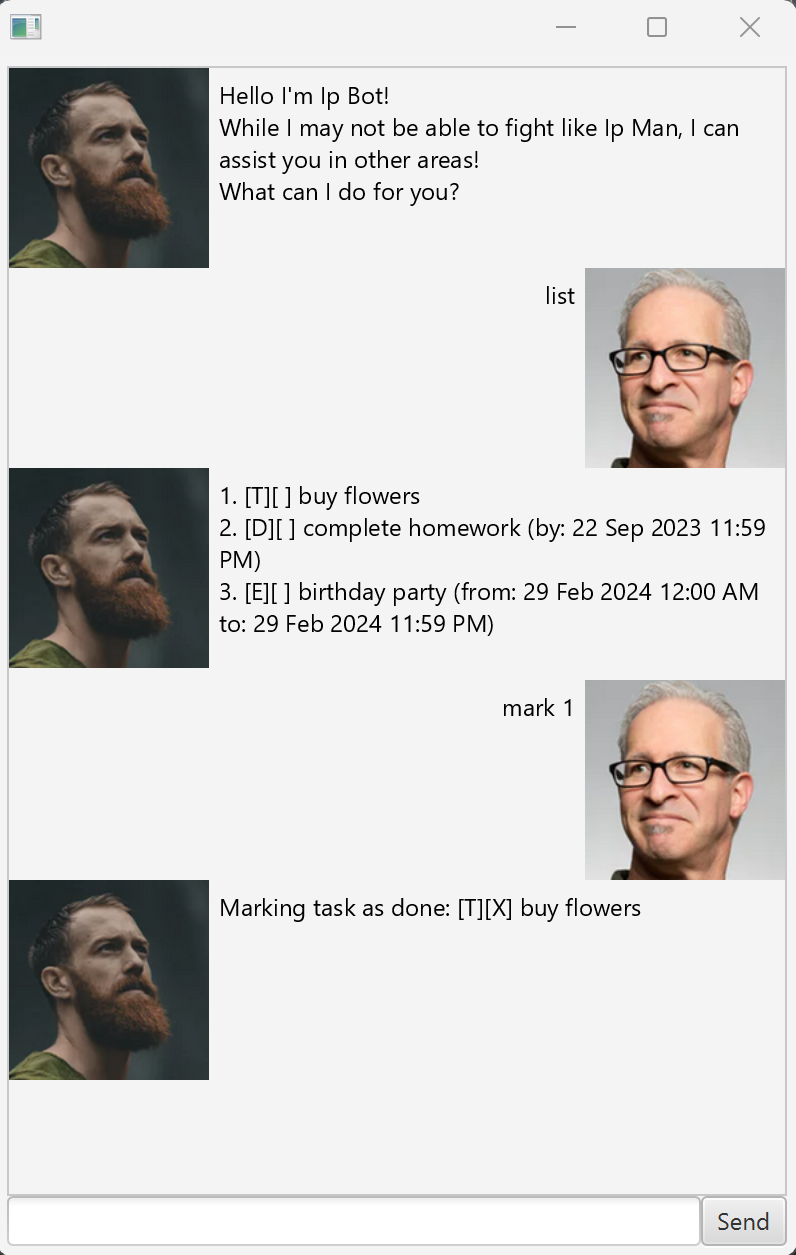 Hello I'm Ip Bot!
While I may not be able to fight like Ip Man, I can
assist you in other areas!
What can I do for you?
list
1. [T][ ] buy flowers
2. [D][ ] complete homework (by: 22 Sep 2023 11:59
PM)
3. [E][ ] birthday party (from: 29 Feb 2024 12:00 AM
to: 29 Feb 2024 11:59 PM)
mark 1
Marking task as done: [T][X] buy flowers
Send